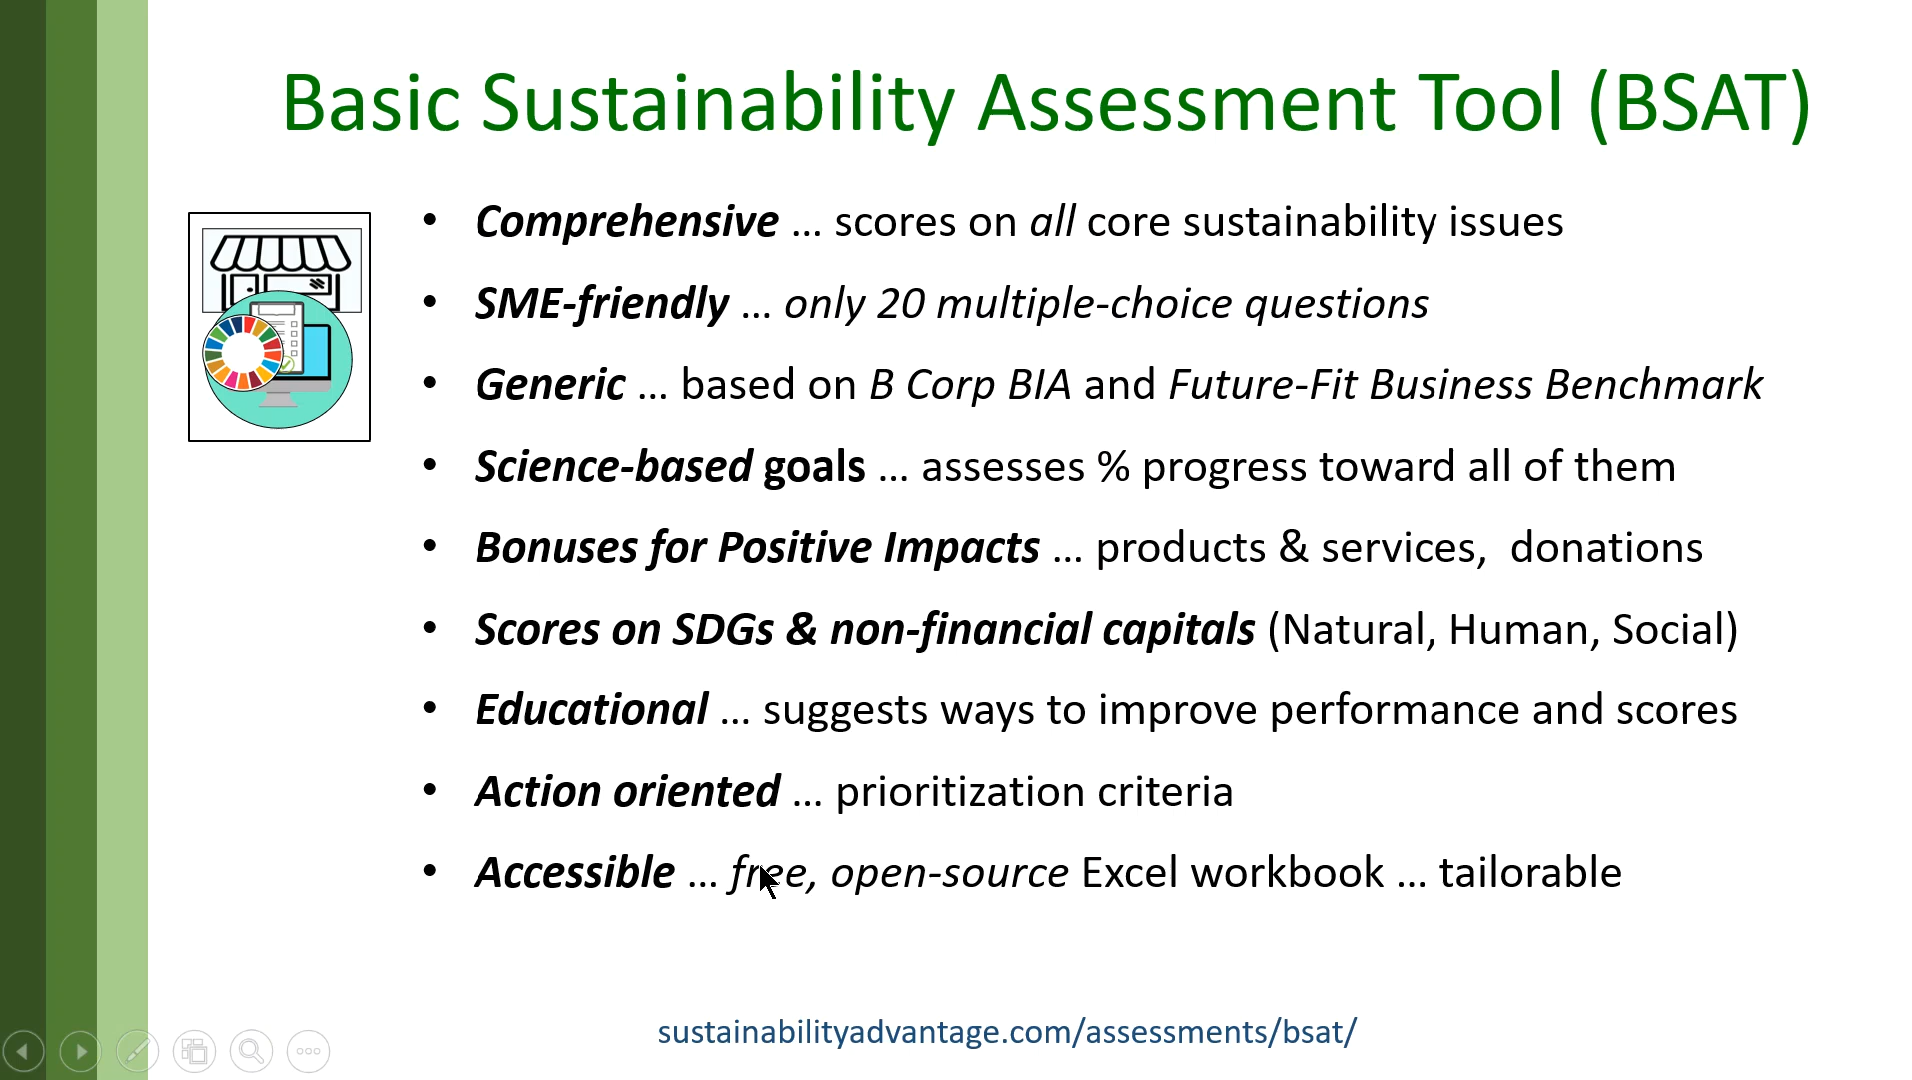 Basic Sustainability Assessment Tool (BSAT)
• Comprehensive ... scores on all core sustainability issues
• SME-friendly ... only 20 multiple-choice questions
• Generic ... based on B Corp BIA and Future-Fit Business Benchmark
• Science-based goals ... assesses % progress toward all of them
• Bonuses for Positive Impacts ... products & services,  donations
• Scores on SDGs & non-financial capitals (Natural, Human, Social)
• Educational ... suggests ways to improve performance and scores
• Action oriented ... prioritization criteria
• Accessible ... free, open-source Excel workbook ... tailorable
sustainabilityadvantage.com/assessments/bsat/